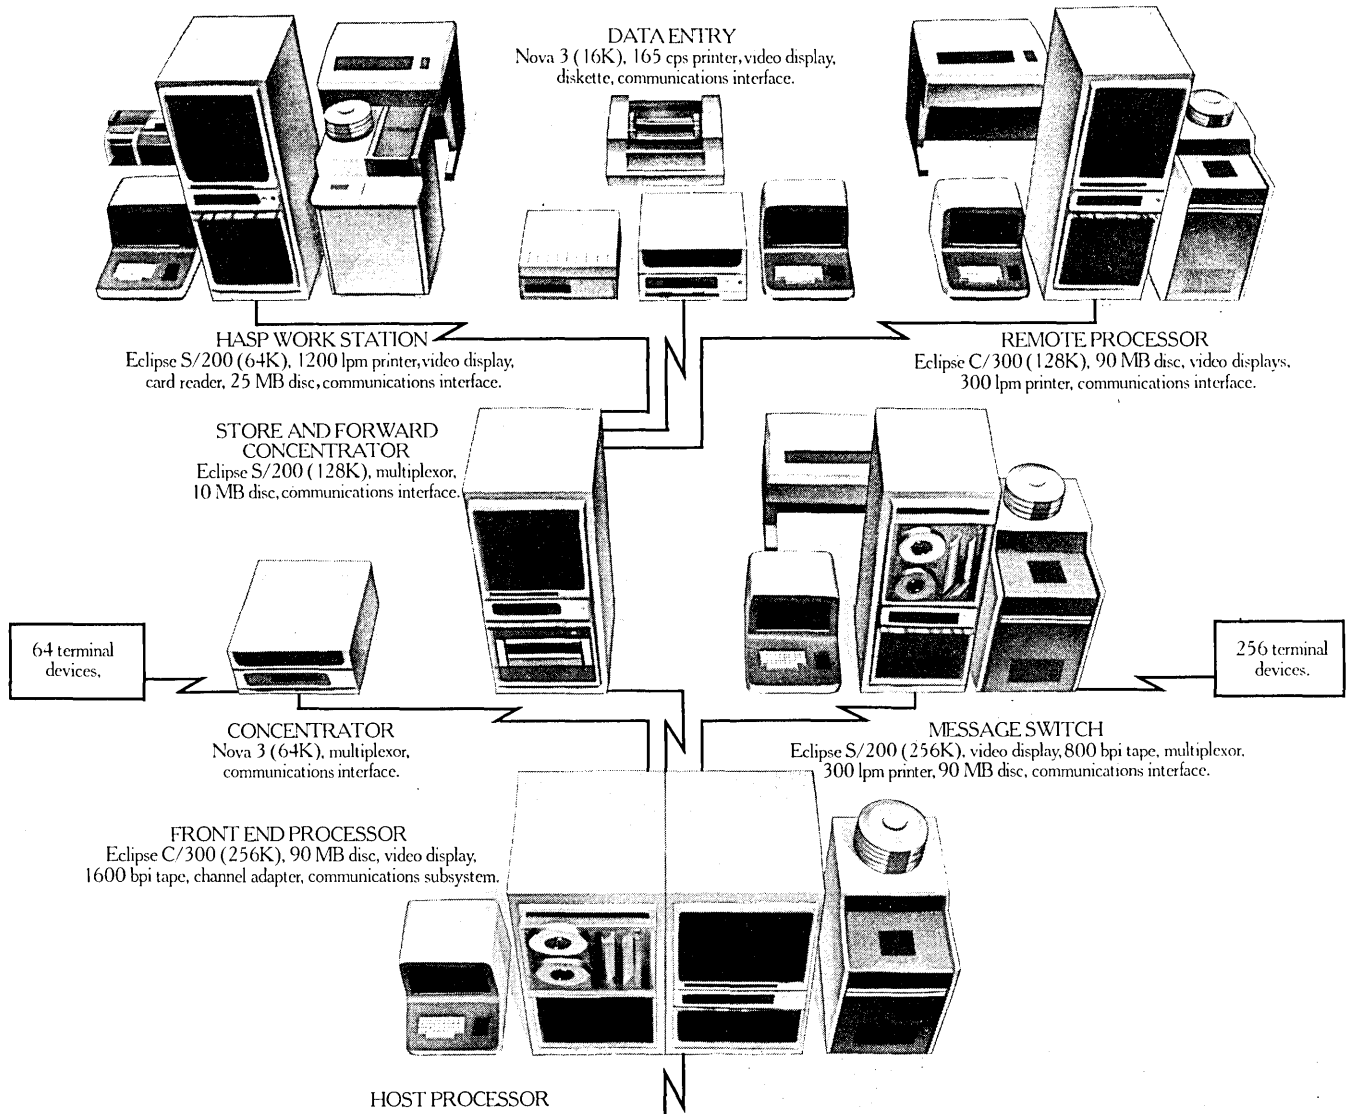 DATA ENTRY
Nova 3 (16K), 165 cps printer, video display,
diskette, communications interface.
HASP WORK STATION
Eclipse S/200 (64K), 1200 lpm printer, video display,
card reader, 25 MB disc, communications interface.
REMOTE PROCESSOR
Eclipse C/300 (128K), 90 MB disc, video displays,
300 lpm printer, communications interface.
STORE AND FORWARD
CONCENTRATOR
Eclipse S/200 (128K), multiplexor,
10 MB disc, communications interface.
64 terminal
devices.
256 terminal
devices.
CONCENTRATOR
Nova 3 (64K), multiplexor,
communications interface.
MESSAGE SWITCH
Eclipse S/200 (256K), video display, 800 bpi tape, multiplexor.
300 lpm printer, 90 MB disc, communications interface.
FRONT END PROCESSOR
Eclipse C/300 (256K), 90 MB disc, video display,
1600 bpi tape, channel adapter, communications subsystem.
HOST PROCESSOR